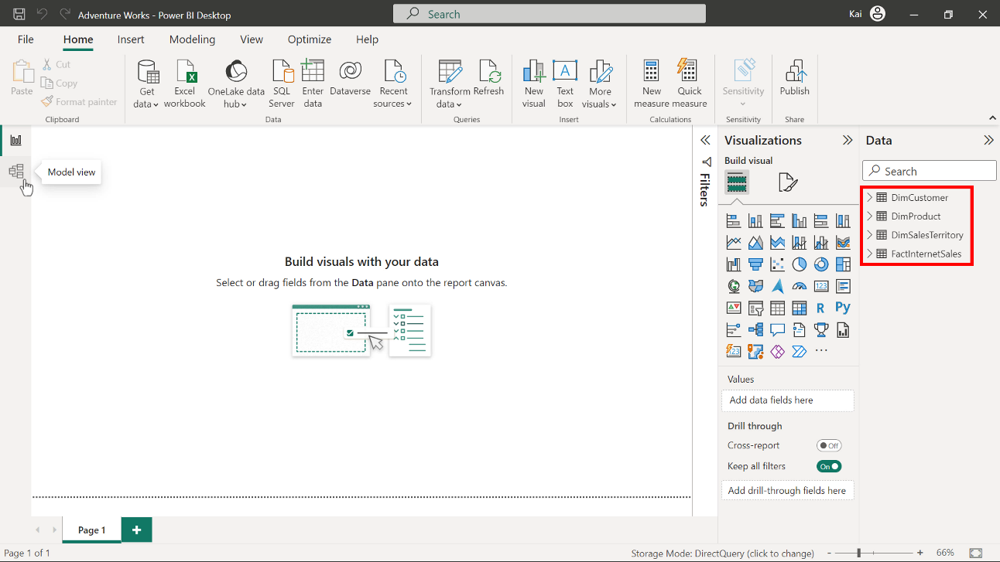 Adventure Works - Power BI Desktop
Search
Kai
File
Home
Insert
Modeling
View
Optimize
Help
Paste
Cut
Copy
Format painter
Clipboard
Get
data
Excel
workbook
OneLake data
hub
SQL
Server
Enter
data
Dataverse
Recent
sources
Data
Transform
data
Refresh
Queries
New
visual
Text
box
More
visuals
Insert
New
measure
Quick
measure
Calculations
Sensitivity
Sensitivity
Publish
Share
Model view
Build visuals with your data
Select or drag fields from the Data pane onto the report canvas.
Filters
Visualizations
Build visual
123
R
Py
123
Values
Add data fields here
Drill through
Cross-report
Off
Keep all filters
On
Add drill-through fields here
Data
Search
DimCustomer
DimProduct
DimSalesTerritory
FactInternetSales
Page 1
Page 1 of 1
Storage Mode: DirectQuery (click to change)
66%